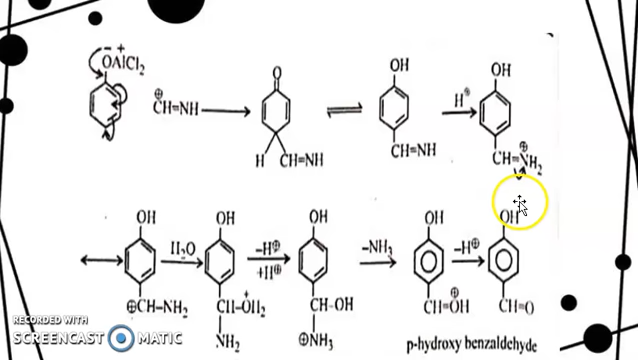 − +
OAlCl2
⊕
CH=NH
O
H CH=NH
OH
CH=NH
H⊕
OH
⊕
CH=NH2
OH
⊕CH–NH2
H2O
OH
+
CH–OH2
NH2
–H⊕
+H⊕
OH
CH-OH
⊕NH3
–NH3
OH
⊕
CH=OH
–H⊕
OH
CH=O
p-hydroxy benzaldehyde
RECORDED WITH
SCREENCAST MATIC